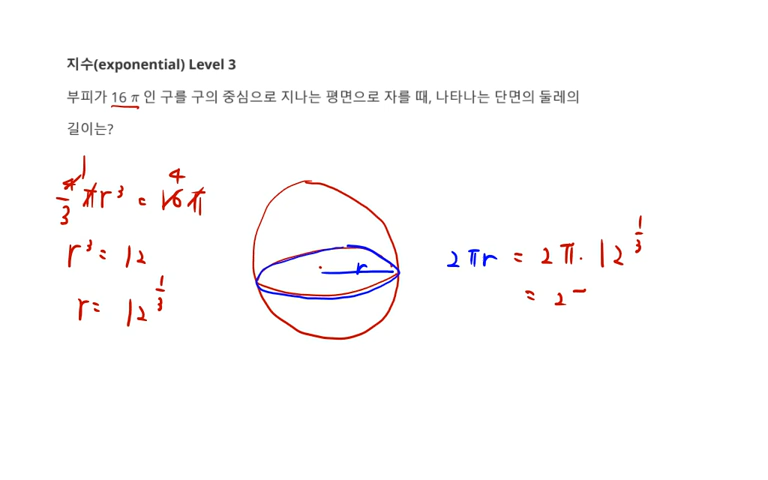 지수(exponential) Level 3
부피가 16 π 인 구를 구의 중심으로 지나는 평면으로 자를 때, 나타나는 단면의 둘레의
길이는?
4/3 πr³ = 16π
1
4
r³ = 12
r = 12^(1/3)
r
2πr = 2π · 12^(1/3)
= 2